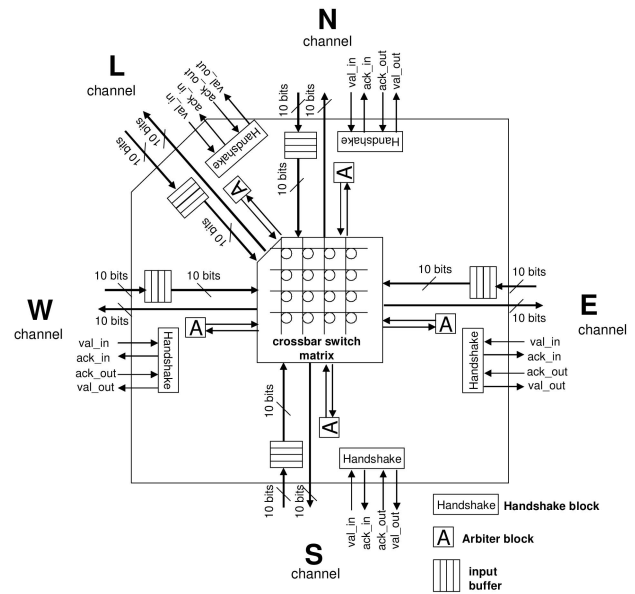 N
channel
L
channel
val_out
ack_out
ack_in
val_in
10 bits
10 bits
val_in
ack_in
ack_out
val_out
10 bits
10 bits
Handshake
Handshake
10 bits
A
A
10 bits
10 bits
10 bits
10 bits
10 bits
W
channel
10 bits
E
channel
10 bits
A
A
crossbar switch
matrix
val_in
ack_in
ack_out
val_out
Handshake
Handshake
val_in
ack_in
ack_out
val_out
10 bits
A
Handshake
10 bits
10 bits
val_in
ack_in
ack_out
val_out
S
channel
Handshake
Handshake block
A
Arbiter block
input
buffer